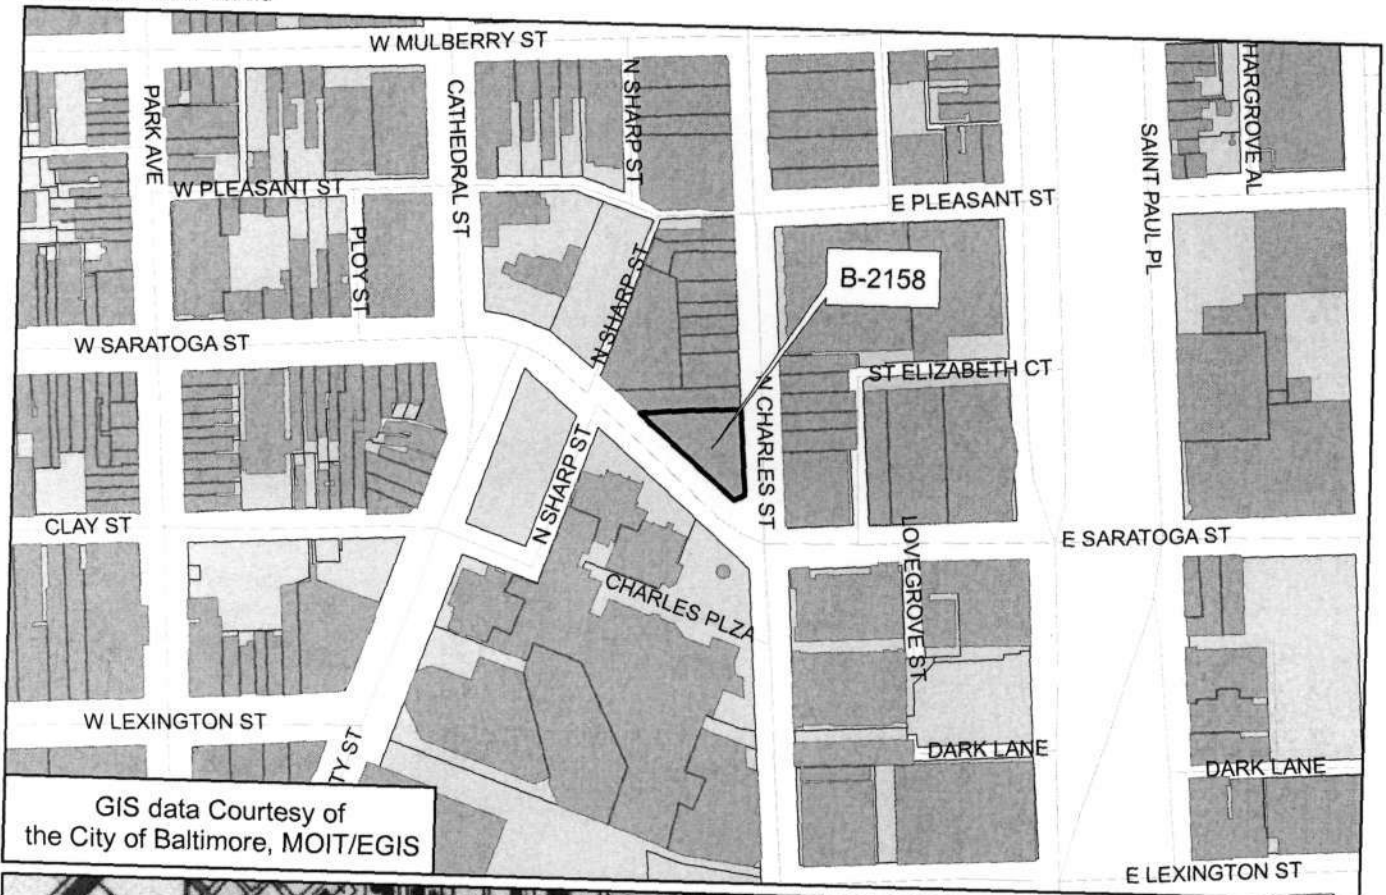 W MULBERRY ST
PARK AVE
CATHEDRAL ST
N SHARP ST
SAINT PAUL PL
HARGROVE AL
W PLEASANT ST
E PLEASANT ST
PLOY ST
N SHARP ST
B-2158
W SARATOGA ST
ST ELIZABETH CT
N CHARLES ST
N SHARP ST
CLAY ST
LOVEGROVE ST
E SARATOGA ST
CHARLES PLZA
W LEXINGTON ST
TY ST
DARK LANE
DARK LANE
GIS data Courtesy of
the City of Baltimore, MOIT/EGIS
E LEXINGTON ST